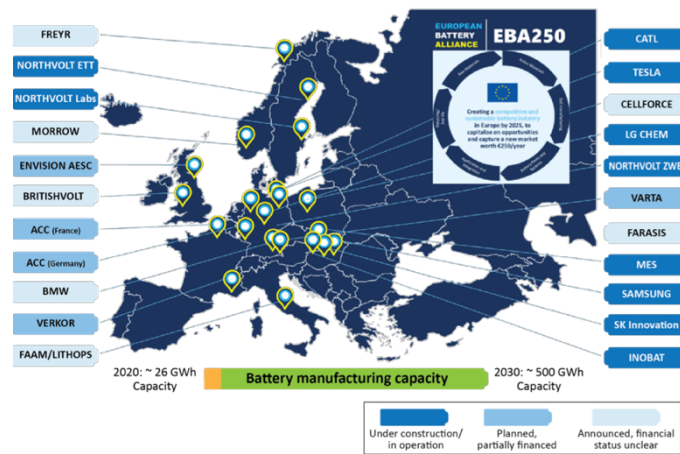 FREYR
NORTHVOLT ETT
NORTHVOLT Labs
MORROW
ENVISION AESC
BRITISHVOLT
ACC (France)
ACC (Germany)
BMW
VERKOR
FAAM/LITHOPS
EUROPEAN
BATTERY
ALLIANCE
EBA250
Creating a competitive and
sustainable battery industry
in Europe by 2025, to
capitalise on opportunities
and capture a new market
worth €250b/year
CATL
TESLA
CELLFORCE
LG CHEM
NORTHVOLT ZWEI
VARTA
FARASIS
MES
SAMSUNG
SK Innovation
INOBAT
2020: ~ 26 GWh
Capacity
Battery manufacturing capacity
2030: ~ 500 GWh
Capacity
Under construction/
in operation
Planned,
partially financed
Announced, financial
status unclear